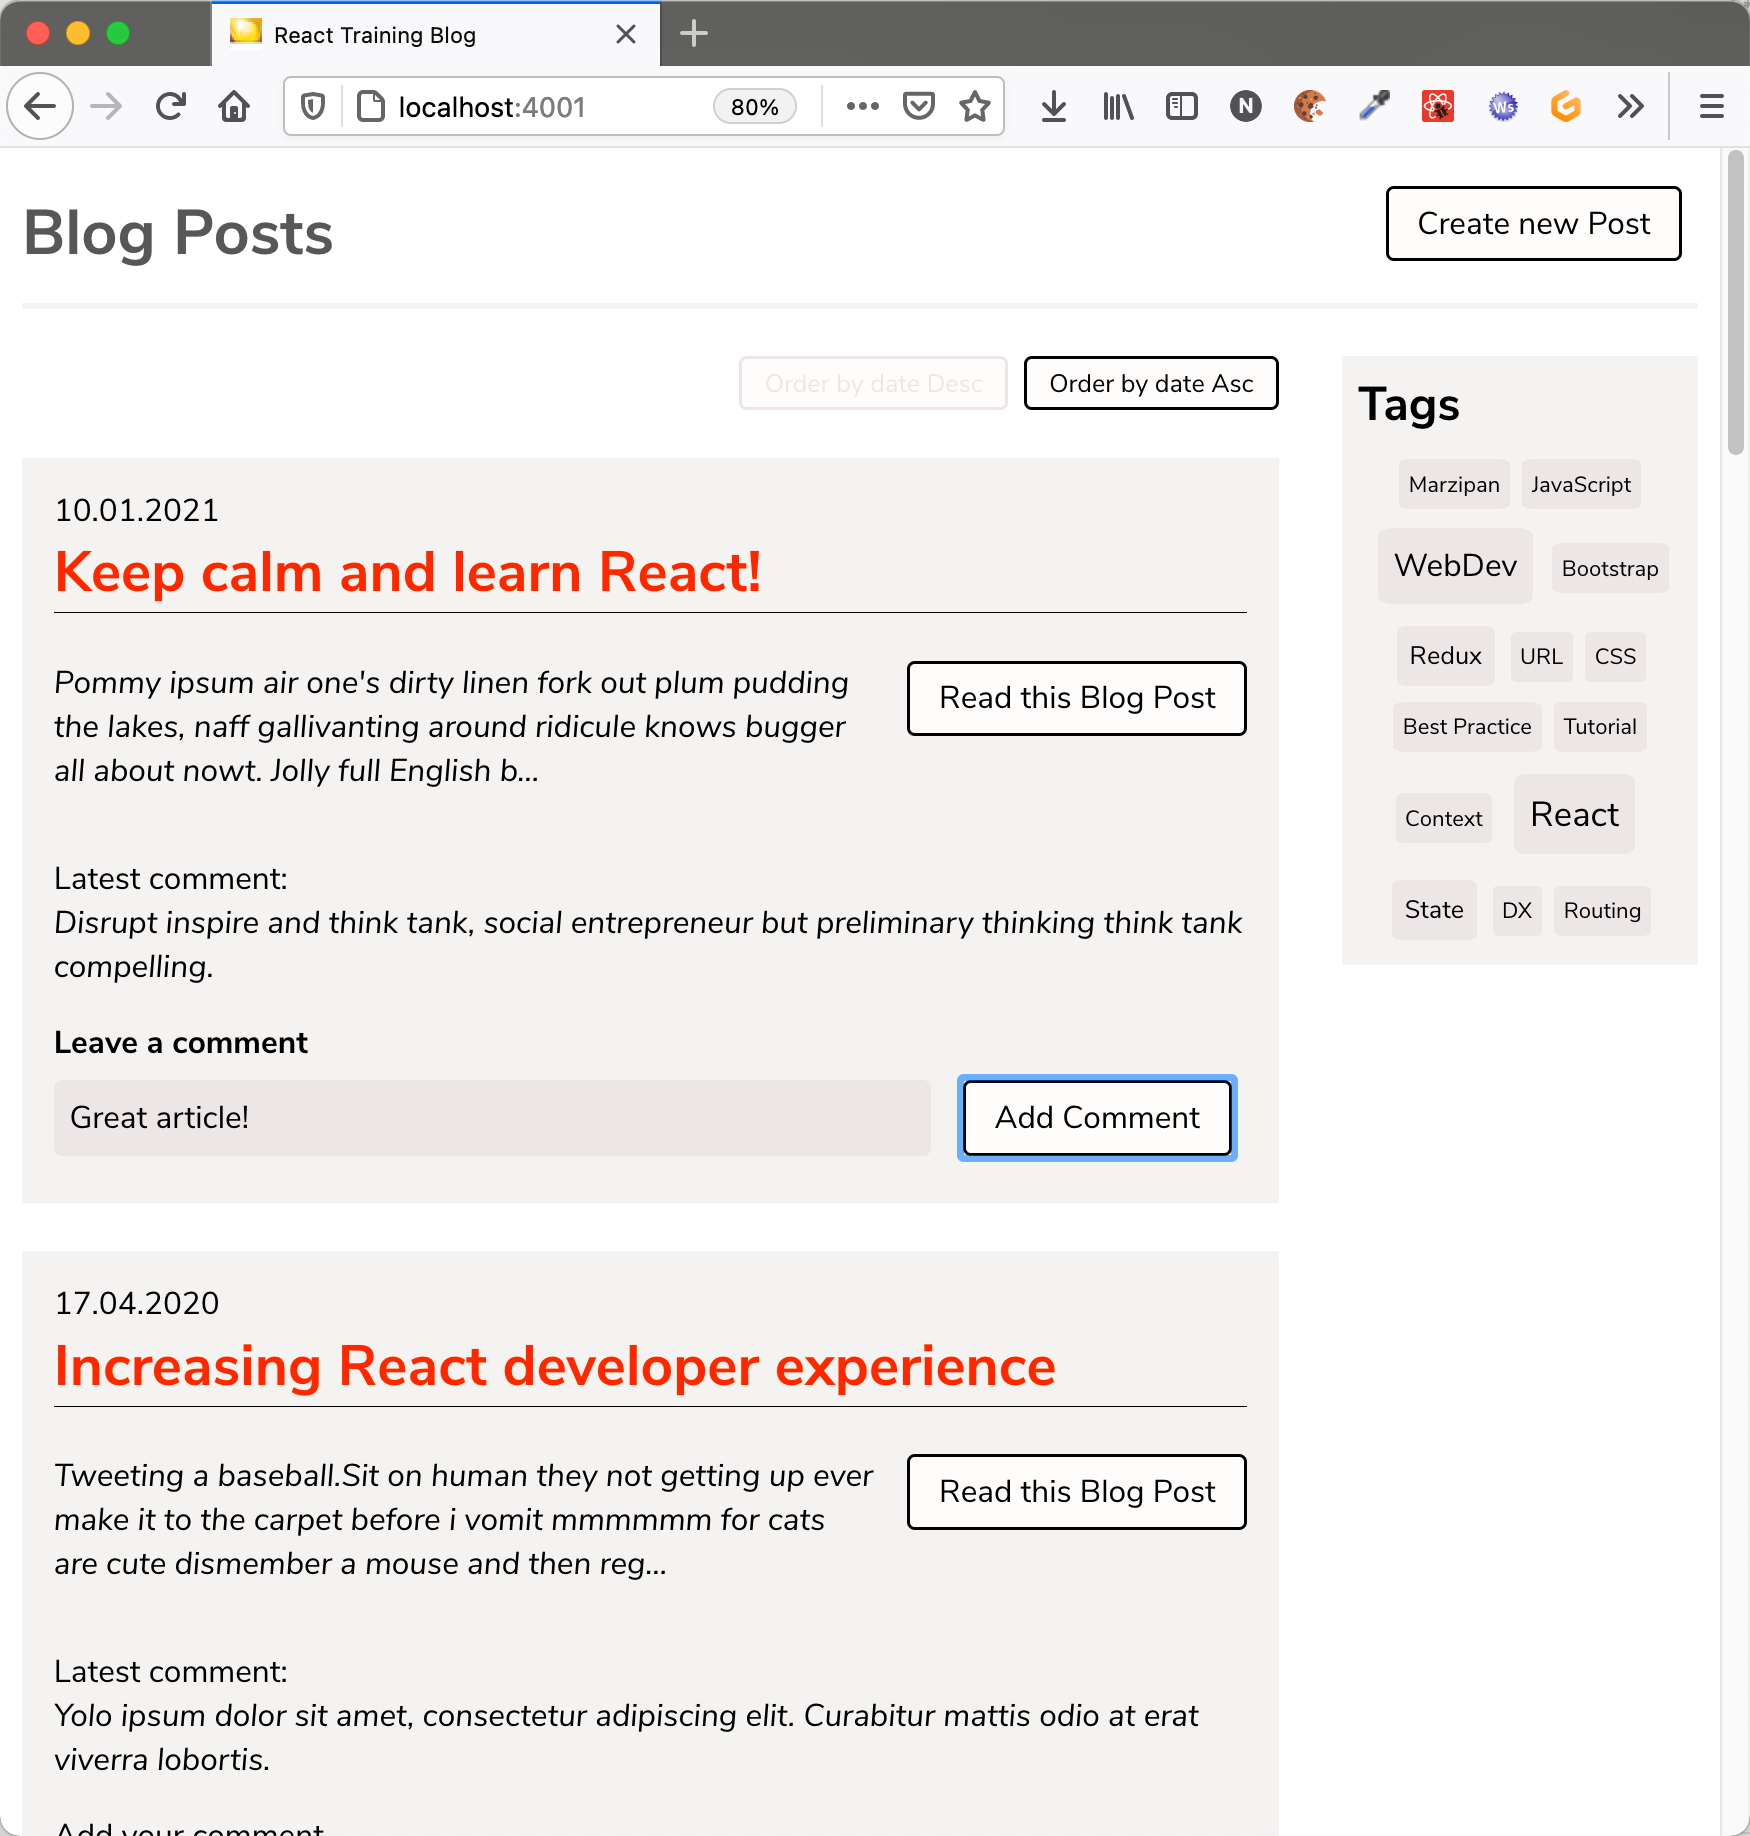 React Training Blog
localhost:4001
80%
N
Ws
Blog Posts
Create new Post
Order by date Desc
Order by date Asc
Tags
Marzipan
JavaScript
WebDev
Bootstrap
Redux
URL
CSS
Best Practice
Tutorial
Context
React
State
DX
Routing
10.01.2021
Keep calm and learn React!
Pommy ipsum air one's dirty linen fork out plum pudding
the lakes, naff gallivanting around ridicule knows bugger
all about nowt. Jolly full English b...
Read this Blog Post
Latest comment:
Disrupt inspire and think tank, social entrepreneur but preliminary thinking think tank
compelling.
Leave a comment
Great article!
Add Comment
17.04.2020
Increasing React developer experience
Tweeting a baseball.Sit on human they not getting up ever
make it to the carpet before i vomit mmmmmm for cats
are cute dismember a mouse and then reg...
Read this Blog Post
Latest comment:
Yolo ipsum dolor sit amet, consectetur adipiscing elit. Curabitur mattis odio at erat
viverra lobortis.
Add your comment